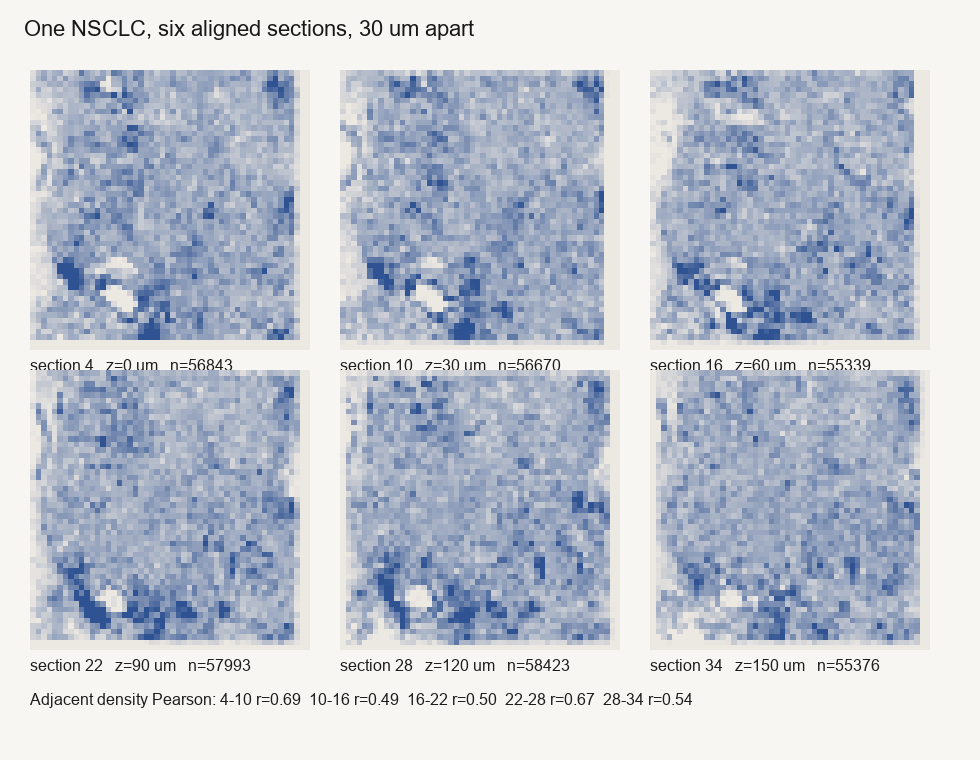 One NSCLC, six aligned sections, 30 um apart
section 4 z=0 um n=56843
section 10 z=30 um n=56670
section 16 z=60 um n=55339
section 22 z=90 um n=57993
section 28 z=120 um n=58423
section 34 z=150 um n=55376
Adjacent density Pearson: 4-10 r=0.69 10-16 r=0.49 16-22 r=0.50 22-28 r=0.67 28-34 r=0.54